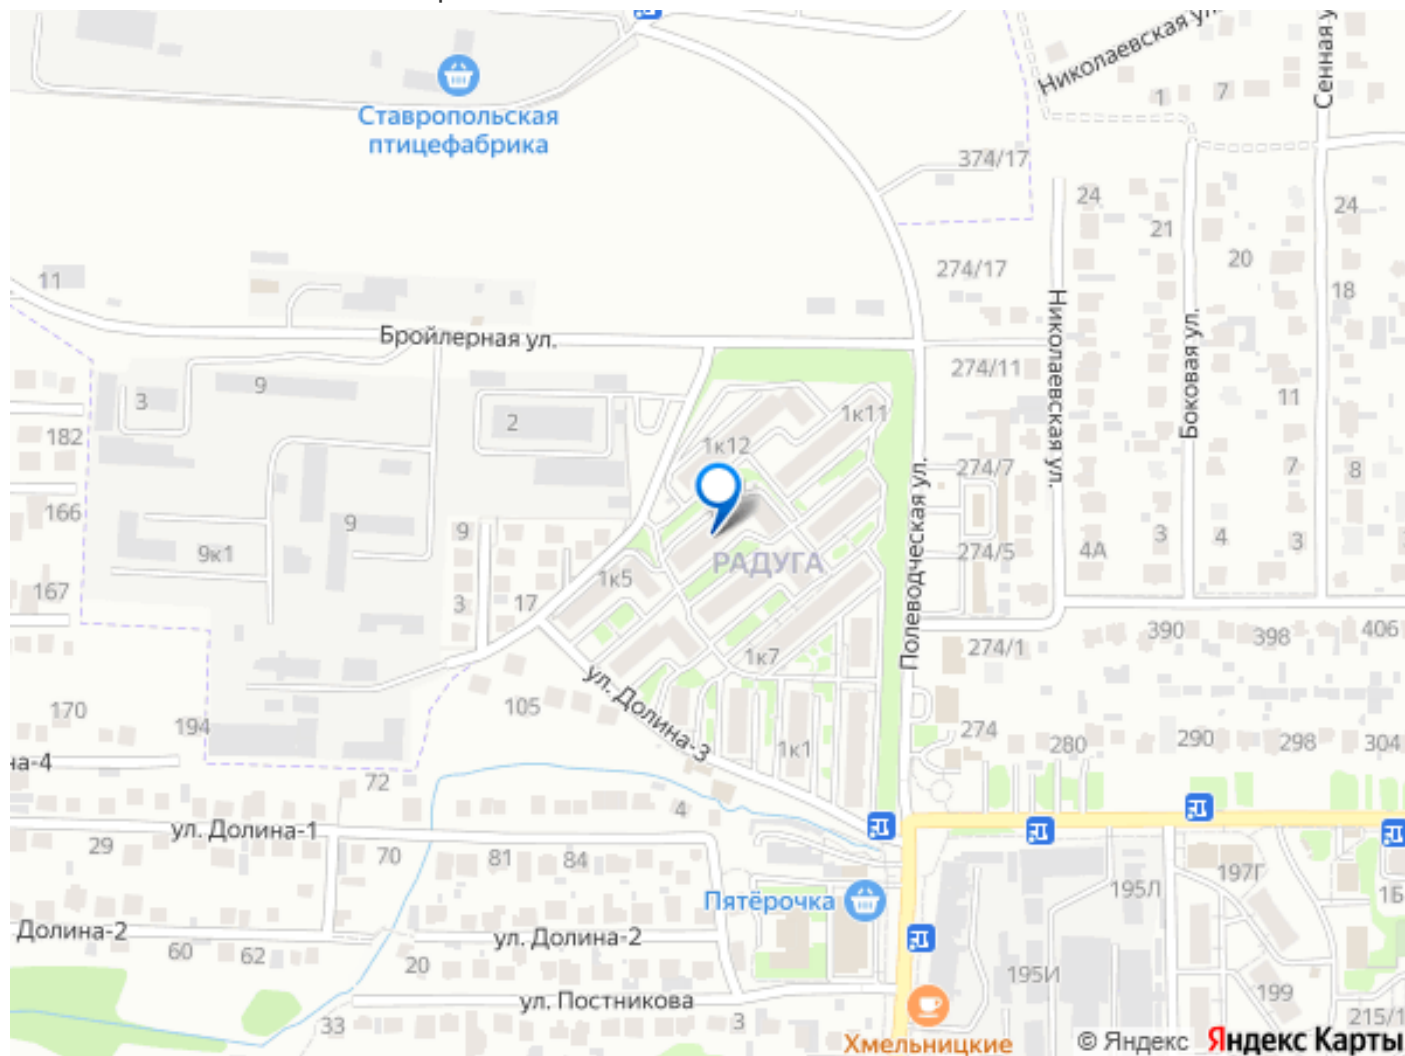 Николаевская ул.
Сенная у
1
7
Ставропольская
птицефабрика
374/17
24
24
21
20
274/17
11
18
Бройлерная ул.
Николаевская ул.
Боковая ул.
274/11
9
3
2
1к11
11
182
1к12
274/7
7
8
166
9
9
9к1
Полеводческая ул.
274/5
4А
3
4
3
РАДУГА
1к5
167
3
17
390
398
406
274/1
1к7
ул. Долина-3
170
194
105
274
280
290
298
304
1к1
на-4
72
4
ул. Долина-1
29
70
81
84
197Г
195Л
1Б
Пятёрочка
Долина-2
ул. Долина-2
60
62
20
195И
199
ул. Постникова
33
3
215/1
Хмельницкие
© Яндекс Яндекс Карты